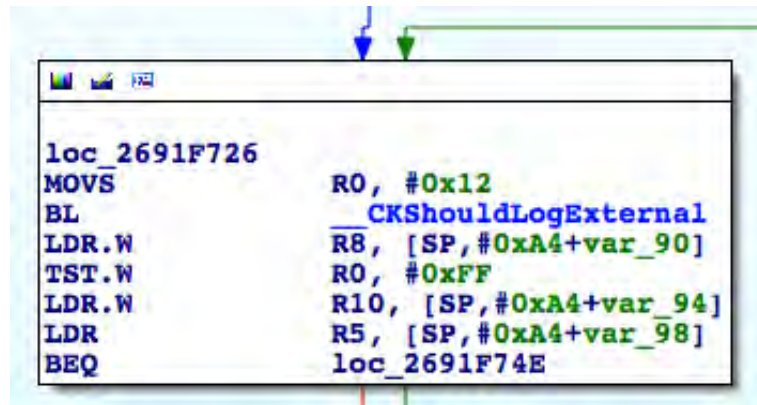 loc_2691F726
MOVS R0, #0x12
BL __CKShouldLogExternal
LDR.W R8, [SP,#0xA4+var_90]
TST.W R0, #0xFF
LDR.W R10, [SP,#0xA4+var_94]
LDR R5, [SP,#0xA4+var_98]
BEQ loc_2691F74E